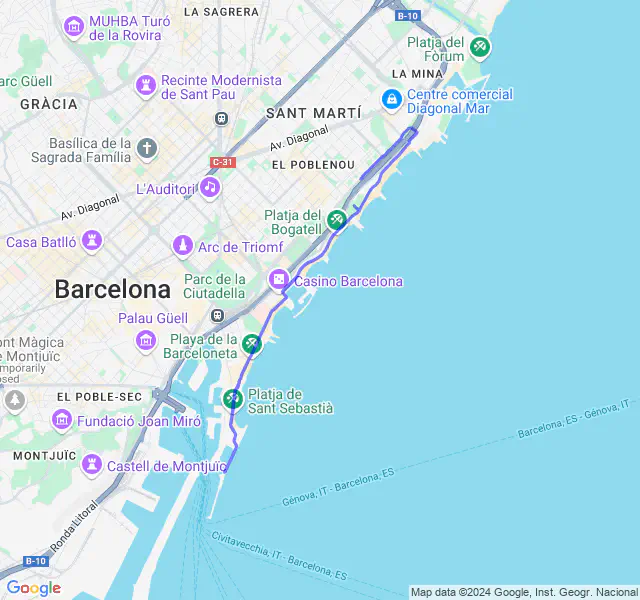 LA SAGRERA
B-10
MUHBA Turó
de la Rovira
Platja del
Fòrum
LA MINA
arc Güell
Recinte Modernista
de Sant Pau
Centre comercial
Diagonal Mar
GRÀCIA
SANT MARTÍ
Basílica de la
Sagrada Família
Av. Diagonal
C-31
EL POBLENOU
L'Auditori
Av. Diagonal
Platja del
Bogatell
Casa Batlló
Arc de Triomf
Parc de la
Ciutadella
Casino Barcelona
Barcelona
Palau Güell
ont Màgica
e Montjuïc
emporarily
osed
Playa de la
Barceloneta
EL POBLE-SEC
Platja de
Sant Sebastià
Fundació Joan Miró
Barcelona, ES - Génova, IT
MONTJUÏC
Castell de Montjuïc
Génova, IT - Barcelona, ES
Ronda Litoral
Civitavecchia, IT - Barcelona, ES
B-10
Google
Map data ©2024 Google, Inst. Geogr. Nacional